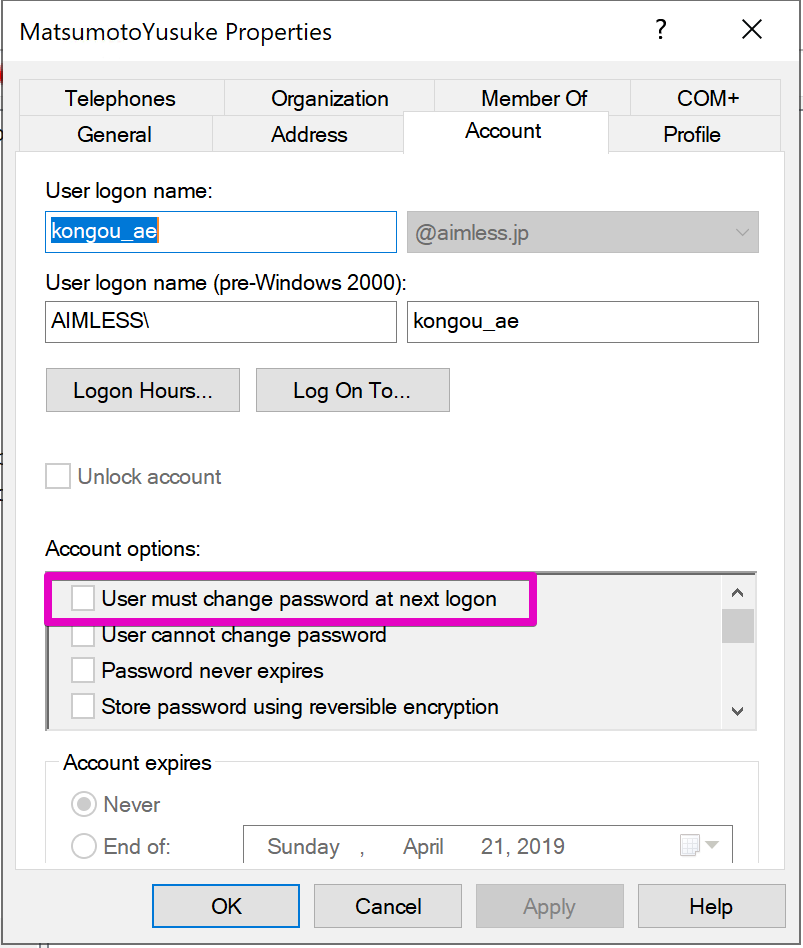 MatsumotoYusuke Properties ?
Telephones Organization Member Of COM+
General Address Account Profile
User logon name:
kongou_ae @aimless.jp
User logon name (pre-Windows 2000):
AIMLESS\ kongou_ae
Logon Hours... Log On To...
Unlock account
Account options:
User must change password at next logon
User cannot change password
Password never expires
Store password using reversible encryption
Account expires
Never
End of: Sunday , April 21, 2019
OK Cancel Apply Help